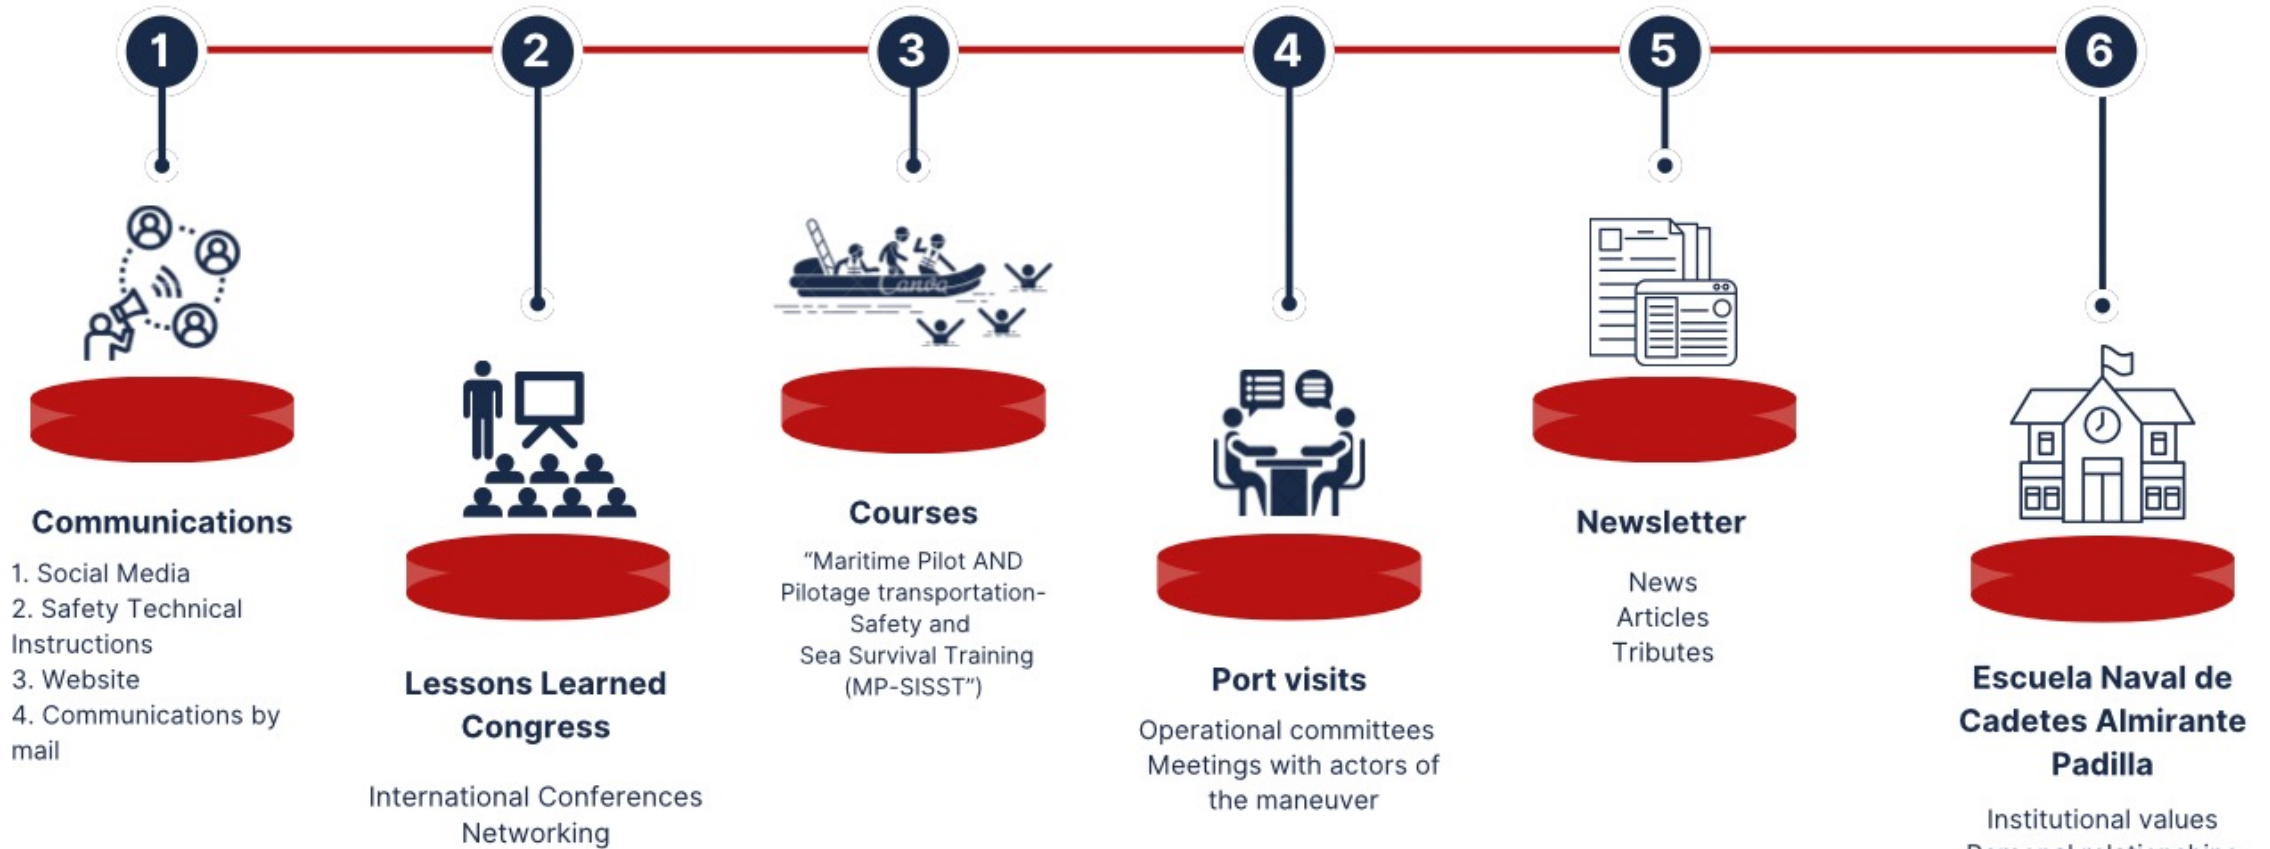 1
2
3
4
5
6
Communications
1. Social Media
2. Safety Technical
Instructions
3. Website
4. Communications by
mail
Lessons Learned
Congress
International Conferences
Networking
Canva
Courses
“Maritime Pilot AND
Pilotage transportation-
Safety and
Sea Survival Training
(MP-SISST”)
Port visits
Operational committees
Meetings with actors of
the maneuver
Newsletter
News
Articles
Tributes
Escuela Naval de
Cadetes Almirante
Padilla
Institutional values